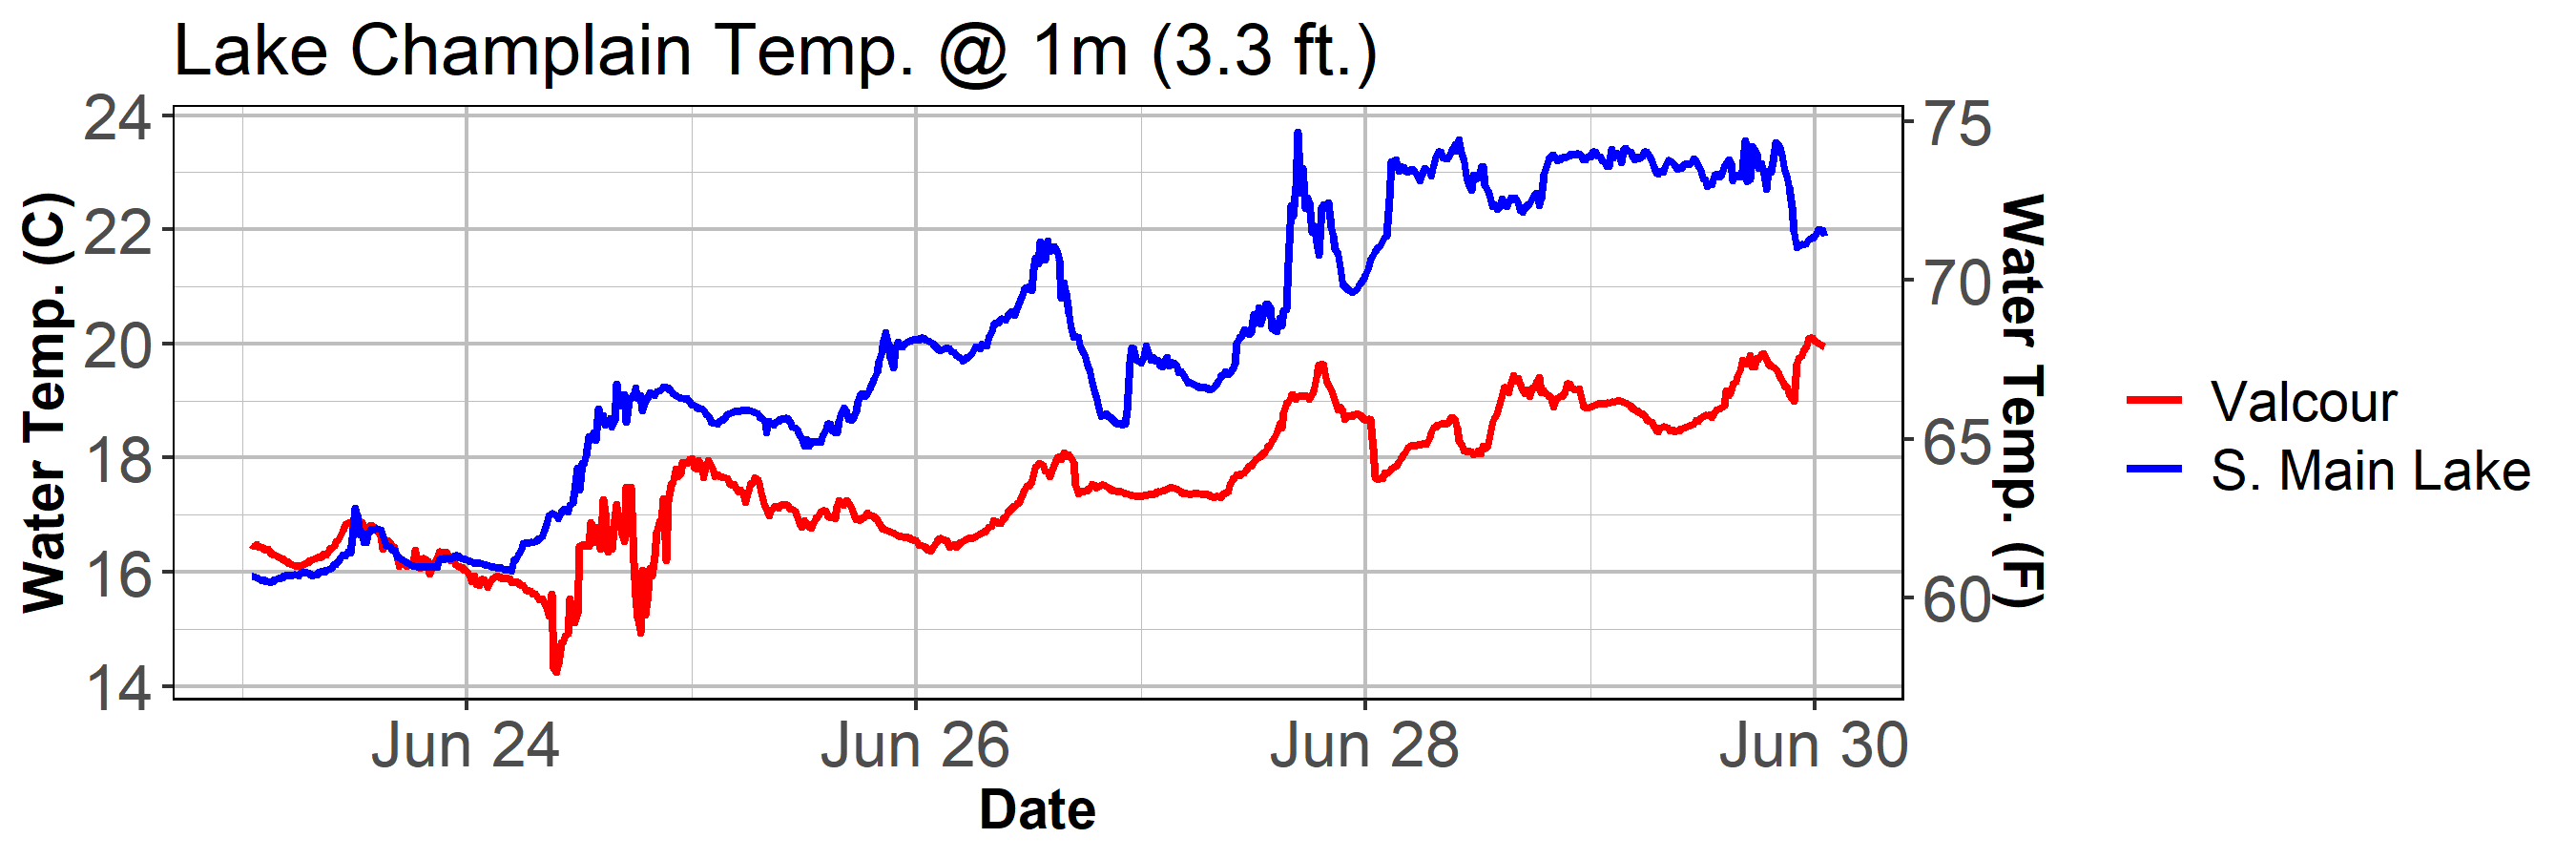 Lake Champlain Temp. @ 1m (3.3 ft.)
Water Temp. (C)
24
22
20
18
16
14
75
70
65
60
Water Temp. (F)
Jun 24
Jun 26
Jun 28
Jun 30
Date
Valcour
S. Main Lake